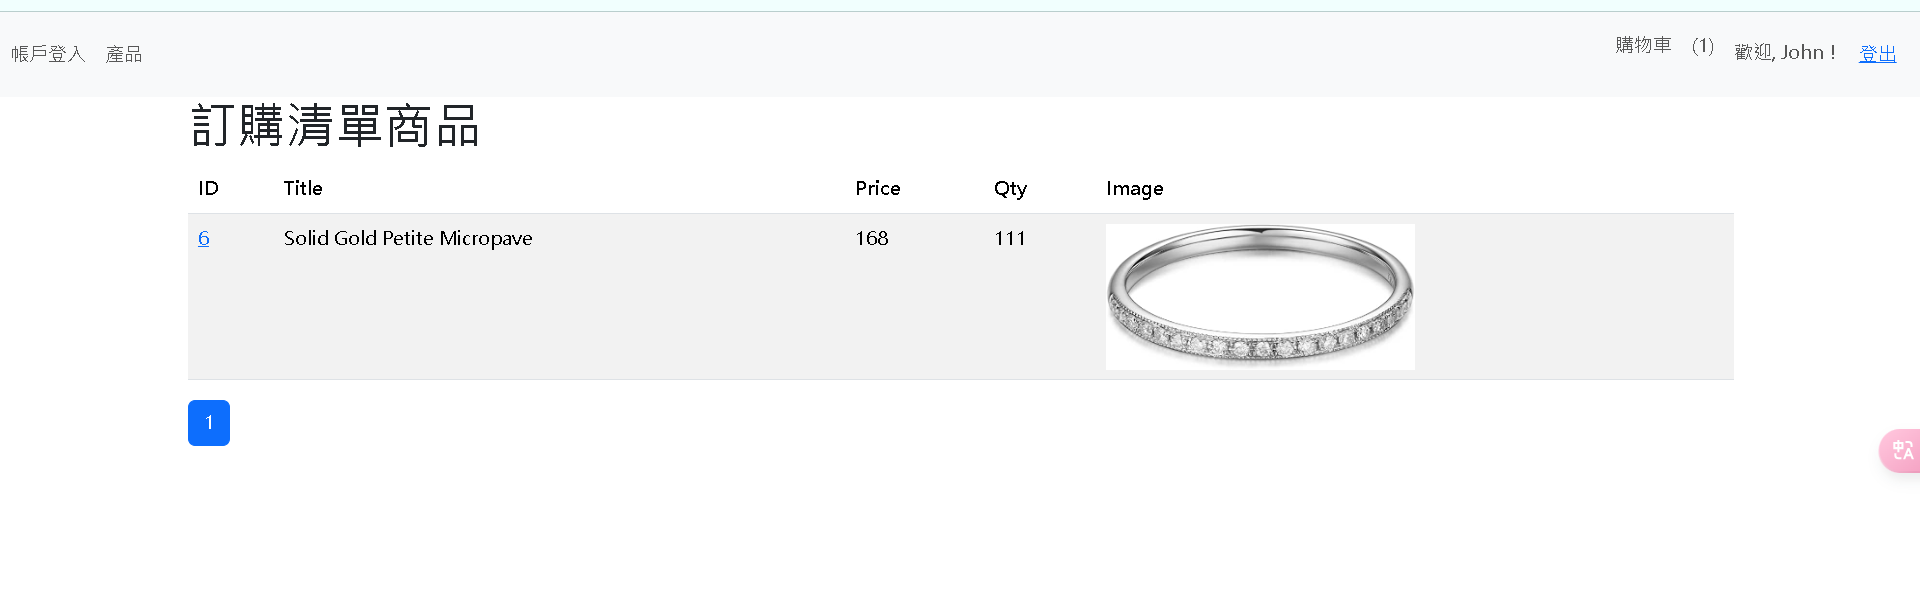 帳戶登入 產品 購物車 (1) 歡迎, John ! 登出
訂購清單商品
ID Title Price Qty Image
6 Solid Gold Petite Micropave 168 111
1
中 A